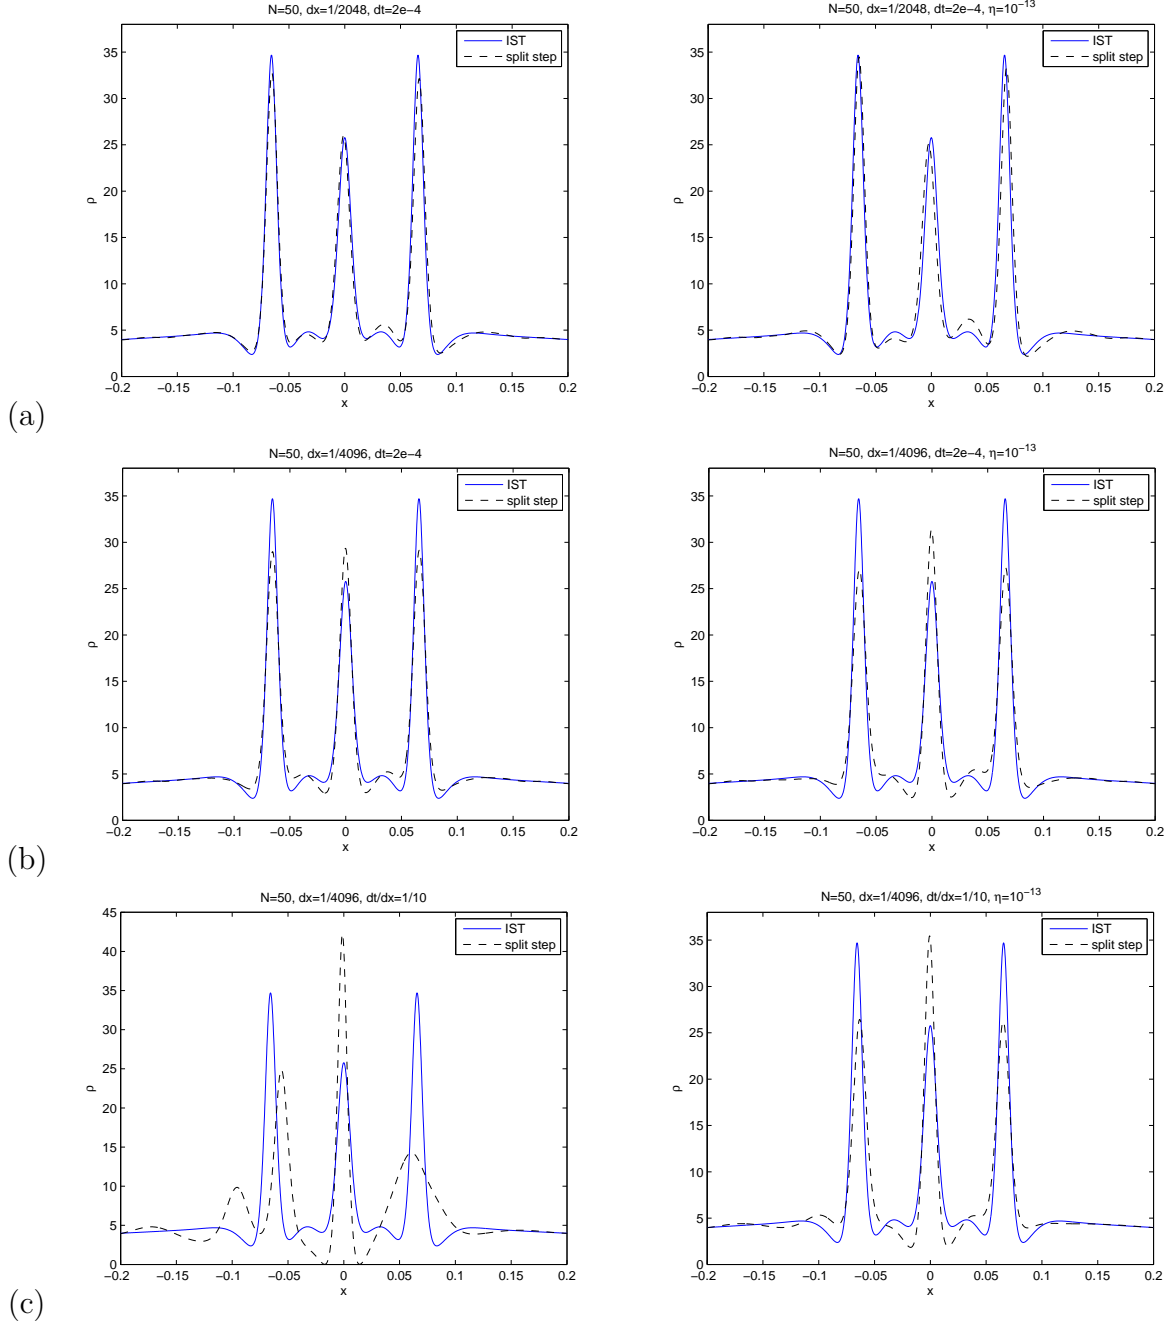 N=50, dx=1/2048, dt=2e−4
IST
split step
ρ
35
30
25
20
15
10
5
0
−0.2 −0.15 −0.1 −0.05 0 0.05 0.1 0.15 0.2
x
N=50, dx=1/2048, dt=2e−4, η=10⁻¹³
IST
split step
ρ
35
30
25
20
15
10
5
0
−0.2 −0.15 −0.1 −0.05 0 0.05 0.1 0.15 0.2
x
(a)
N=50, dx=1/4096, dt=2e−4
IST
split step
ρ
35
30
25
20
15
10
5
0
−0.2 −0.15 −0.1 −0.05 0 0.05 0.1 0.15 0.2
x
N=50, dx=1/4096, dt=2e−4, η=10⁻¹³
IST
split step
ρ
35
30
25
20
15
10
5
0
−0.2 −0.15 −0.1 −0.05 0 0.05 0.1 0.15 0.2
x
(b)
N=50, dx=1/4096, dt/dx=1/10
IST
split step
ρ
45
40
35
30
25
20
15
10
5
0
−0.2 −0.15 −0.1 −0.05 0 0.05 0.1 0.15 0.2
x
N=50, dx=1/4096, dt/dx=1/10, η=10⁻¹³
IST
split step
ρ
35
30
25
20
15
10
5
0
−0.2 −0.15 −0.1 −0.05 0 0.05 0.1 0.15 0.2
x
(c)